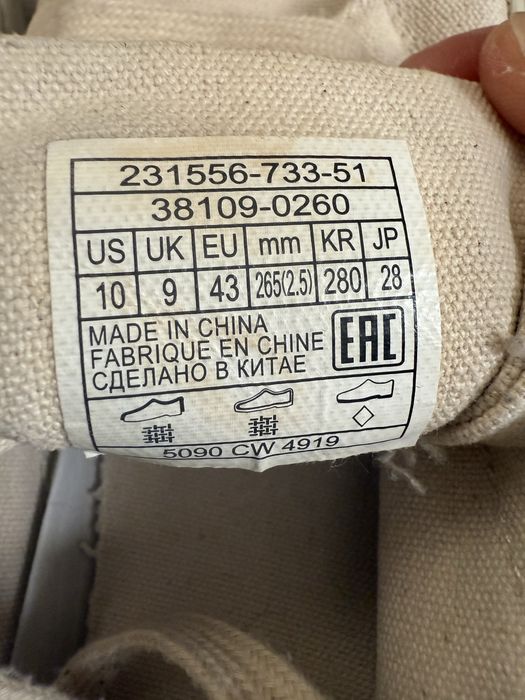 231556-733-51
38109-0260
US UK EU mm KR JP
10 9 43 265(2.5) 280 28
MADE IN CHINA
FABRIQUE EN CHINE
СДЕЛАНО В КИТАЕ
EAC
5090 CW 4919